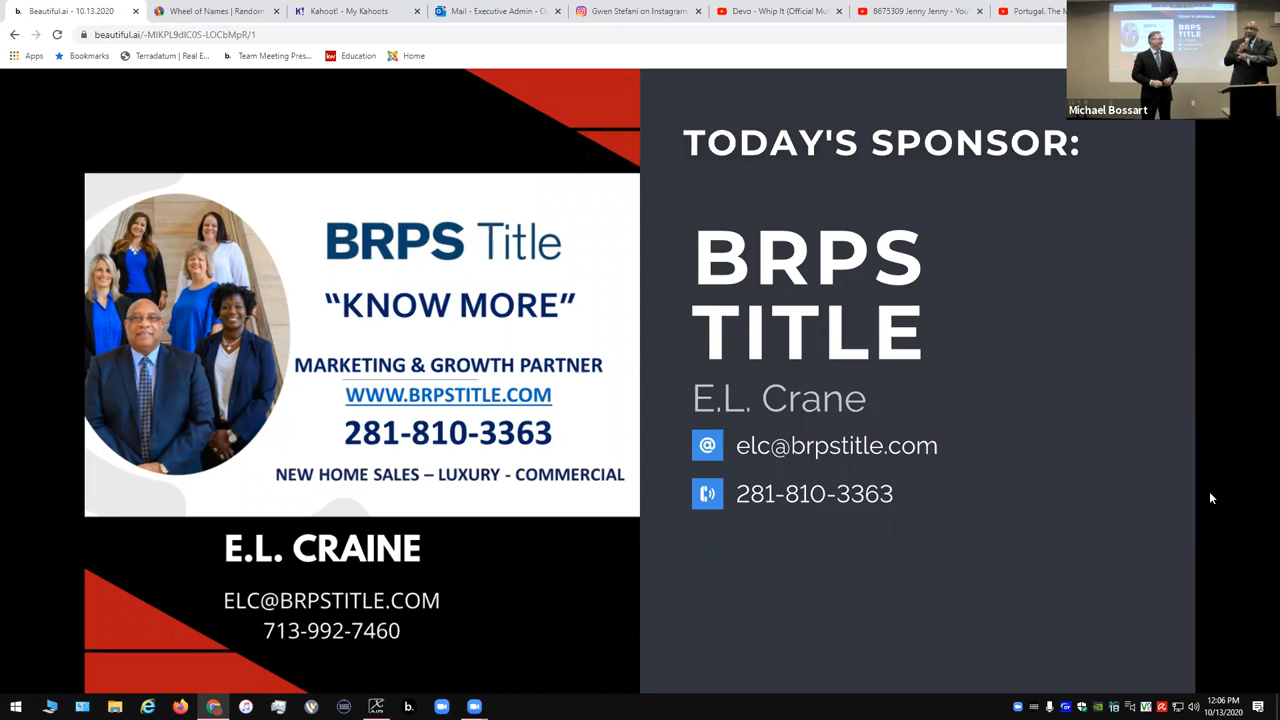 Beautiful.ai - 10.13.2020
Wheel of Names | Random
Kahoot! - My Kahoots
Mail - Executive Admin - O
Gwen Stefani on Instagram
Devo - Whip It (Official Mu
8675309 Jenny Jenny - You
Portugal. The M
beautiful.ai/-MIKPL9dIC0S-LOCbMpR/1
Apps
Bookmarks
Terradatum | Real E...
Team Meeting Pres...
Education
Home
Michael Bossart
TODAY'S SPONSOR:
BRPS Title
"KNOW MORE"
MARKETING & GROWTH PARTNER
WWW.BRPSTITLE.COM
281-810-3363
NEW HOME SALES – LUXURY - COMMERCIAL
E.L. CRAINE
ELC@BRPSTITLE.COM
713-992-7460
BRPS
TITLE
E.L. Crane
elc@brpstitle.com
281-810-3363
12:06 PM
10/13/2020